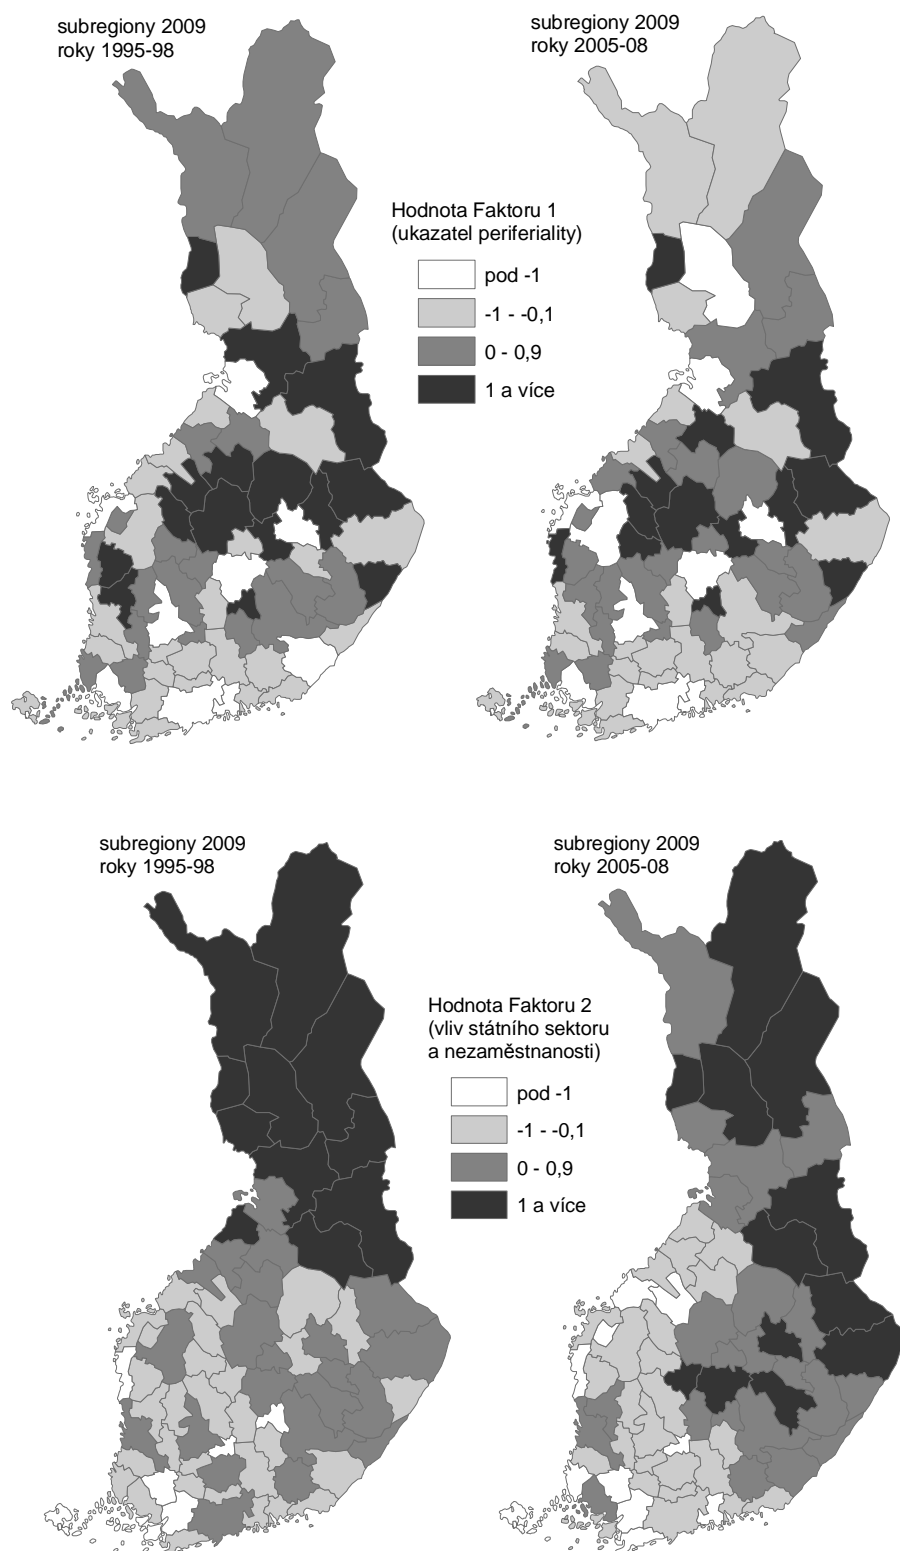 subregiony 2009
roky 1995-98
subregiony 2009
roky 2005-08
Hodnota Faktoru 1
(ukazatel periferiality)
pod -1
-1 - -0,1
0 - 0,9
1 a více
subregiony 2009
roky 1995-98
subregiony 2009
roky 2005-08
Hodnota Faktoru 2
(vliv státního sektoru
a nezaměstnanosti)
pod -1
-1 - -0,1
0 - 0,9
1 a více